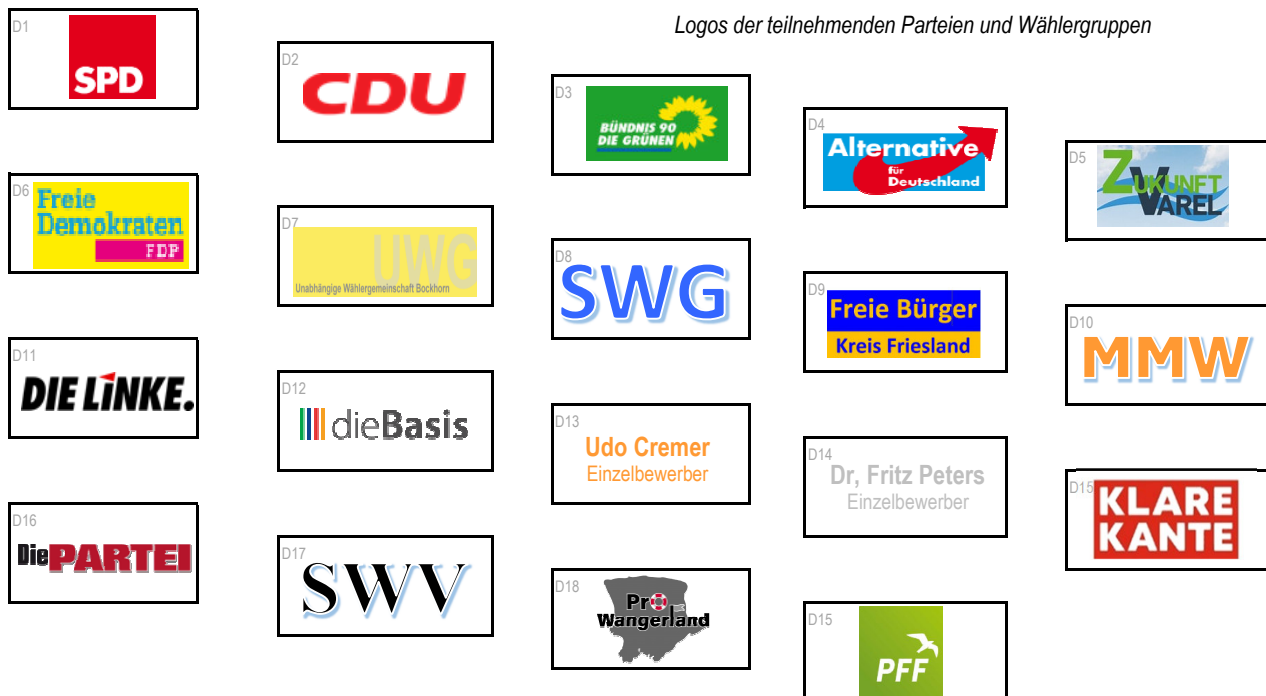 Logos der teilnehmenden Parteien und Wählergruppen
D1
SPD
D2
CDU
D3
BÜNDNIS 90
DIE GRÜNEN
D4
Alternative
für
Deutschland
D5
ZUKUNFT
VAREL
D6
Freie
Demokraten
FDP
D7
UWG
Unabhängige Wählergemeinschaft Bockhorn
D8
SWG
D9
Freie Bürger
Kreis Friesland
D10
MMW
D11
DIE LINKE.
D12
dieBasis
D13
Udo Cremer
Einzelbewerber
D14
Dr, Fritz Peters
Einzelbewerber
D15
KLARE
KANTE
D16
Die PARTEI
D17
SWV
D18
Pro
Wangerland
D15
PFF